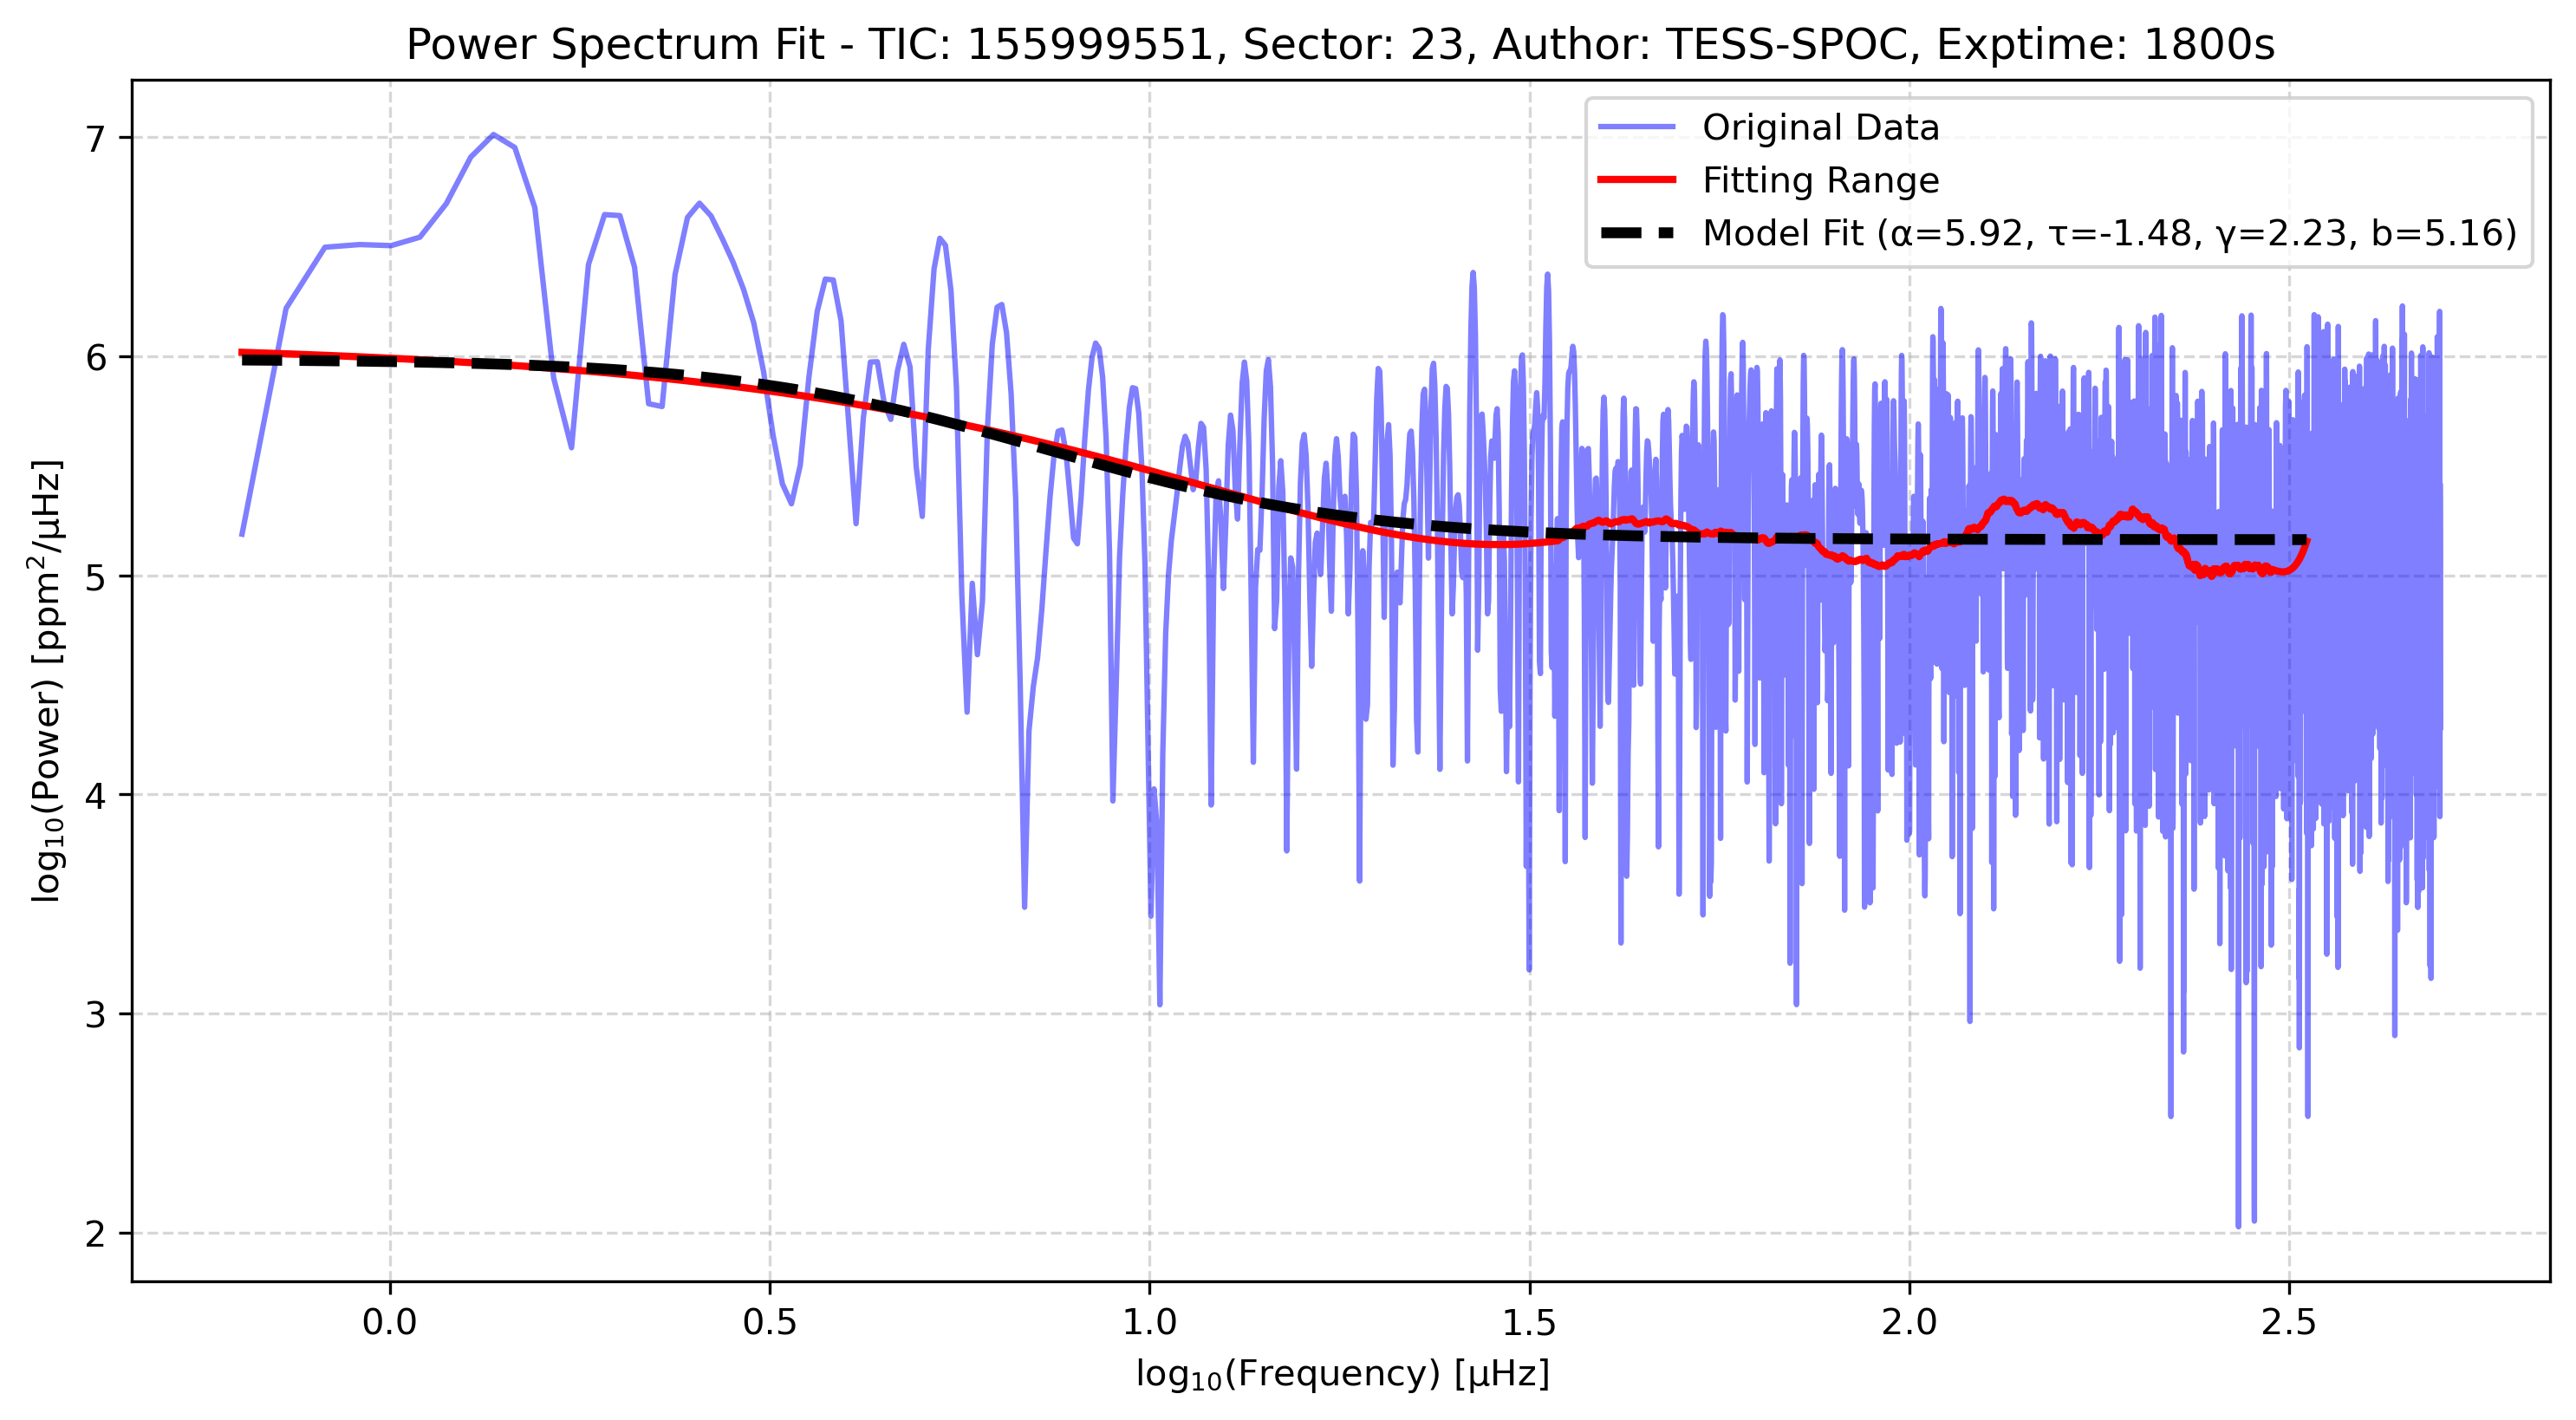 Power Spectrum Fit - TIC: 155999551, Sector: 23, Author: TESS-SPOC, Exptime: 1800s
Original Data
Fitting Range
Model Fit (α=5.92, τ=-1.48, γ=2.23, b=5.16)
log₁₀(Power) [ppm²/μHz]
7
6
5
4
3
2
0.0 0.5 1.0 1.5 2.0 2.5
log₁₀(Frequency) [μHz]